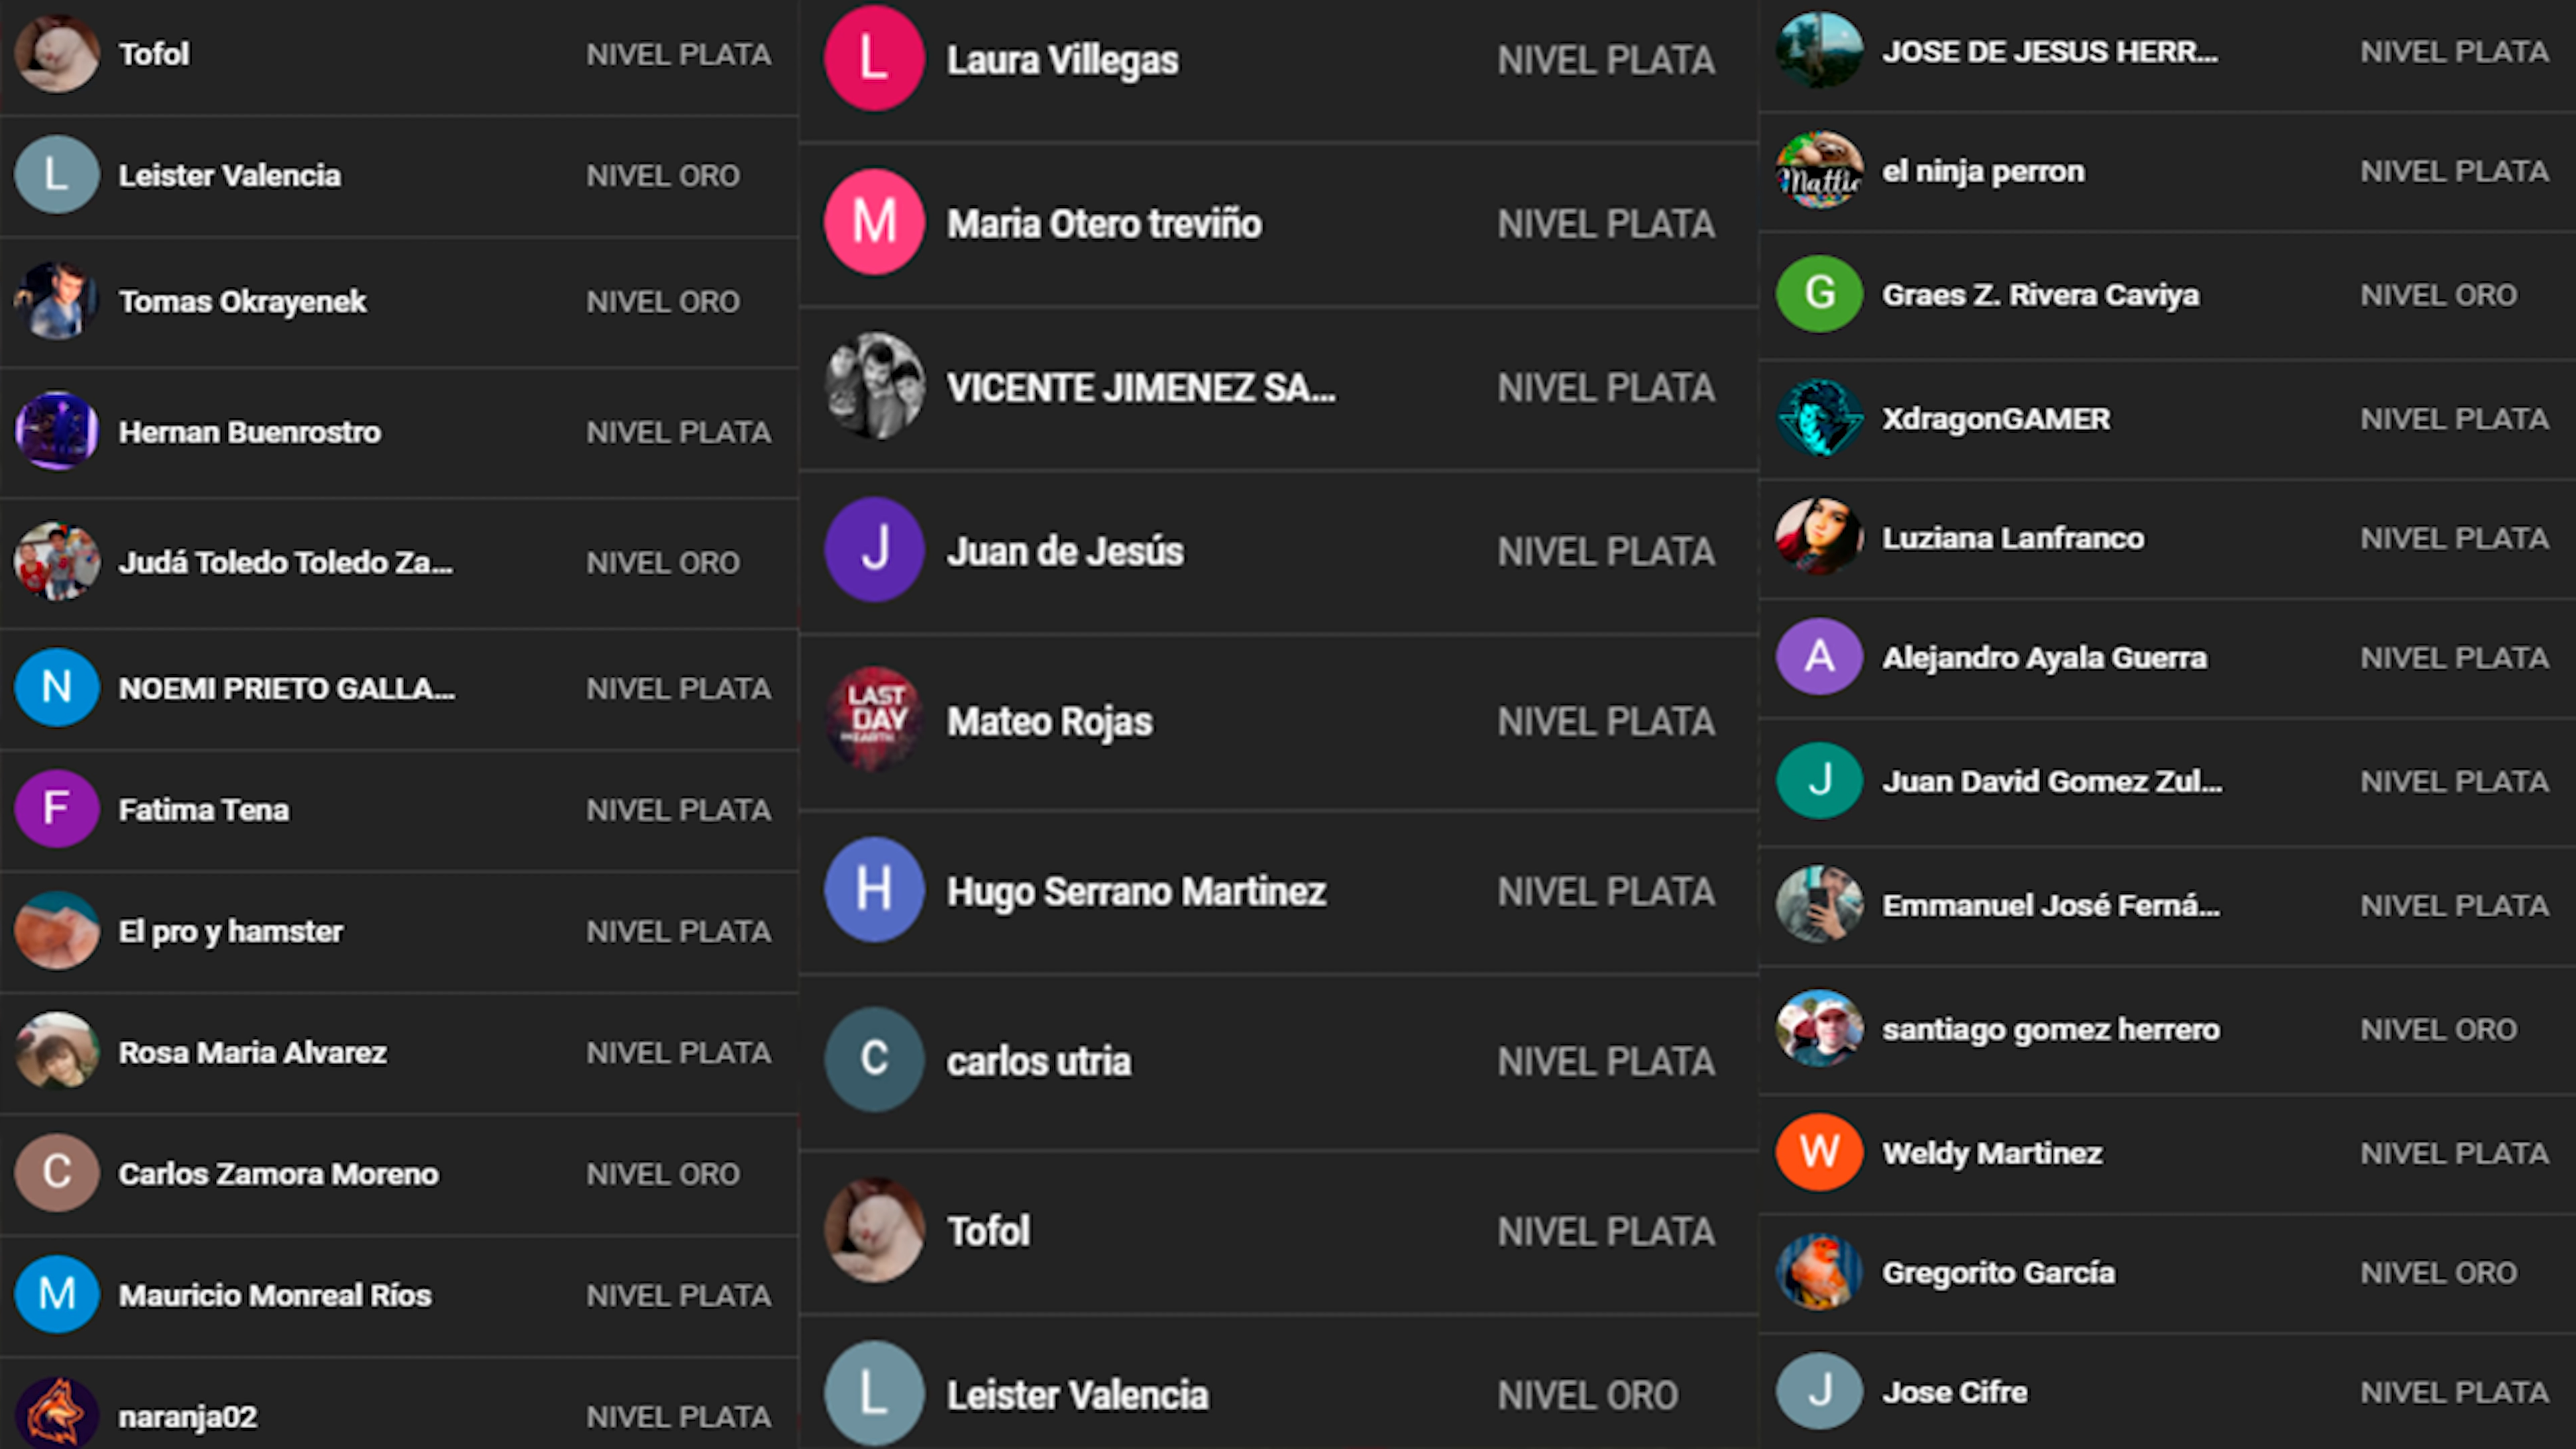 Tofol NIVEL PLATA
L Leister Valencia NIVEL ORO
Tomas Okrayenek NIVEL ORO
Hernan Buenrostro NIVEL PLATA
Judá Toledo Toledo Za... NIVEL ORO
N NOEMI PRIETO GALLA... NIVEL PLATA
F Fatima Tena NIVEL PLATA
El pro y hamster NIVEL PLATA
Rosa Maria Alvarez NIVEL PLATA
C Carlos Zamora Moreno NIVEL ORO
M Mauricio Monreal Ríos NIVEL PLATA
naranja02 NIVEL PLATA
L Laura Villegas NIVEL PLATA
M Maria Otero treviño NIVEL PLATA
VICENTE JIMENEZ SA... NIVEL PLATA
J Juan de Jesús NIVEL PLATA
LAST
DAY
Mateo Rojas NIVEL PLATA
H Hugo Serrano Martinez NIVEL PLATA
C carlos utria NIVEL PLATA
Tofol NIVEL PLATA
L Leister Valencia NIVEL ORO
JOSE DE JESUS HERR... NIVEL PLATA
el ninja perron NIVEL PLATA
G Graes Z. Rivera Caviya NIVEL ORO
XdragonGAMER NIVEL PLATA
Luziana Lanfranco NIVEL PLATA
A Alejandro Ayala Guerra NIVEL PLATA
J Juan David Gomez Zul... NIVEL PLATA
Emmanuel José Ferná... NIVEL PLATA
santiago gomez herrero NIVEL ORO
W Weldy Martinez NIVEL PLATA
Gregorito García NIVEL ORO
J Jose Cifre NIVEL PLATA